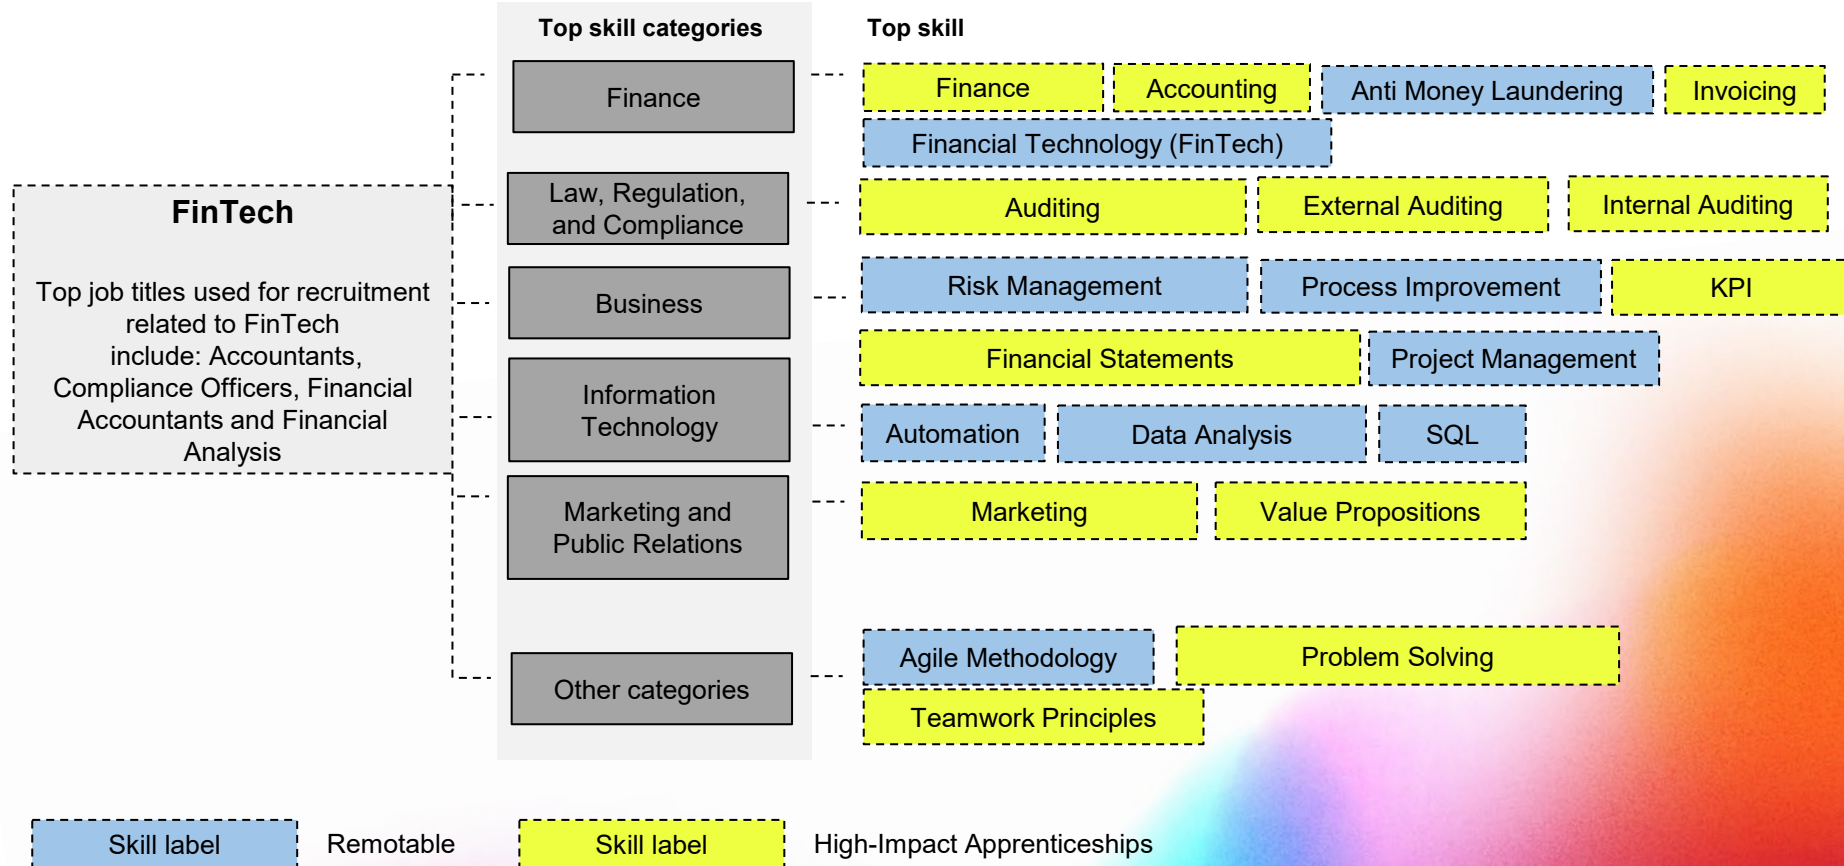 Top skill categories
Top skill
FinTech
Top job titles used for recruitment
related to FinTech
include: Accountants,
Compliance Officers, Financial
Accountants and Financial
Analysis
Finance
Finance
Accounting
Anti Money Laundering
Invoicing
Financial Technology (FinTech)
Law, Regulation,
and Compliance
Auditing
External Auditing
Internal Auditing
Business
Risk Management
Process Improvement
KPI
Financial Statements
Project Management
Information
Technology
Automation
Data Analysis
SQL
Marketing and
Public Relations
Marketing
Value Propositions
Other categories
Agile Methodology
Problem Solving
Teamwork Principles
Skill label
Remotable
Skill label
High-Impact Apprenticeships